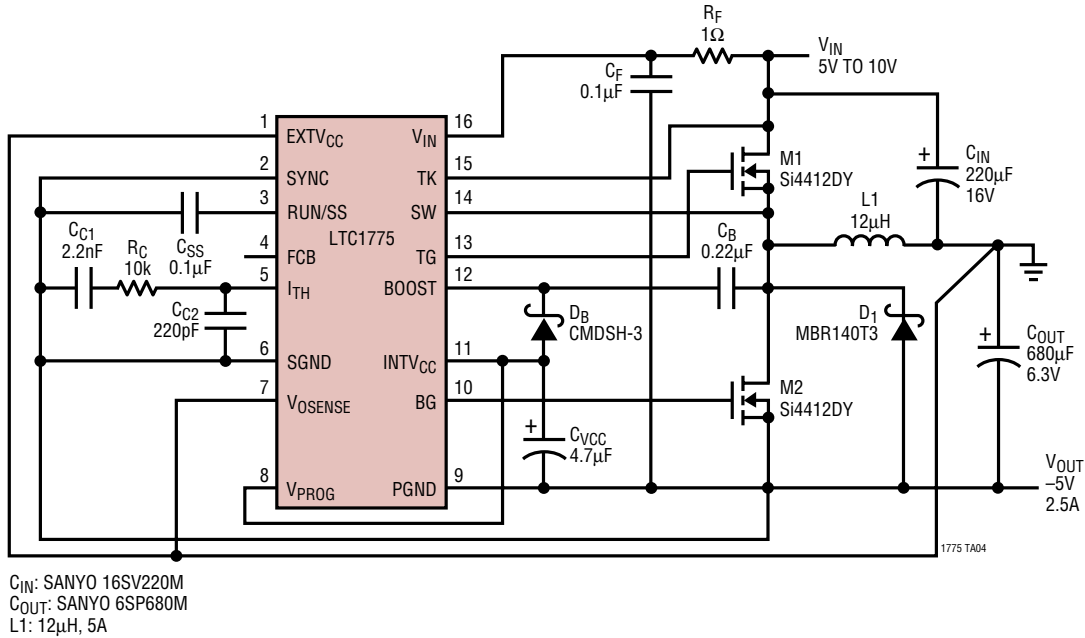 RF
1Ω
VIN
5V TO 10V
CF
0.1µF
1
EXTVCC
VIN
16
2
SYNC
TK
15
3
RUN/SS
SW
14
LTC1775
4
FCB
TG
13
5
ITH
BOOST
12
6
SGND
INTVCC
11
7
VOSENSE
BG
10
8
VPROG
PGND
9
CC1
2.2nF
RC
10k
CSS
0.1µF
CC2
220pF
M1
Si4412DY
+
CIN
220µF
16V
L1
12µH
CB
0.22µF
DB
CMDSH-3
D1
MBR140T3
+
COUT
680µF
6.3V
M2
Si4412DY
+
CVCC
4.7µF
VOUT
–5V
2.5A
1775 TA04
CIN: SANYO 16SV220M
COUT: SANYO 6SP680M
L1: 12µH, 5A